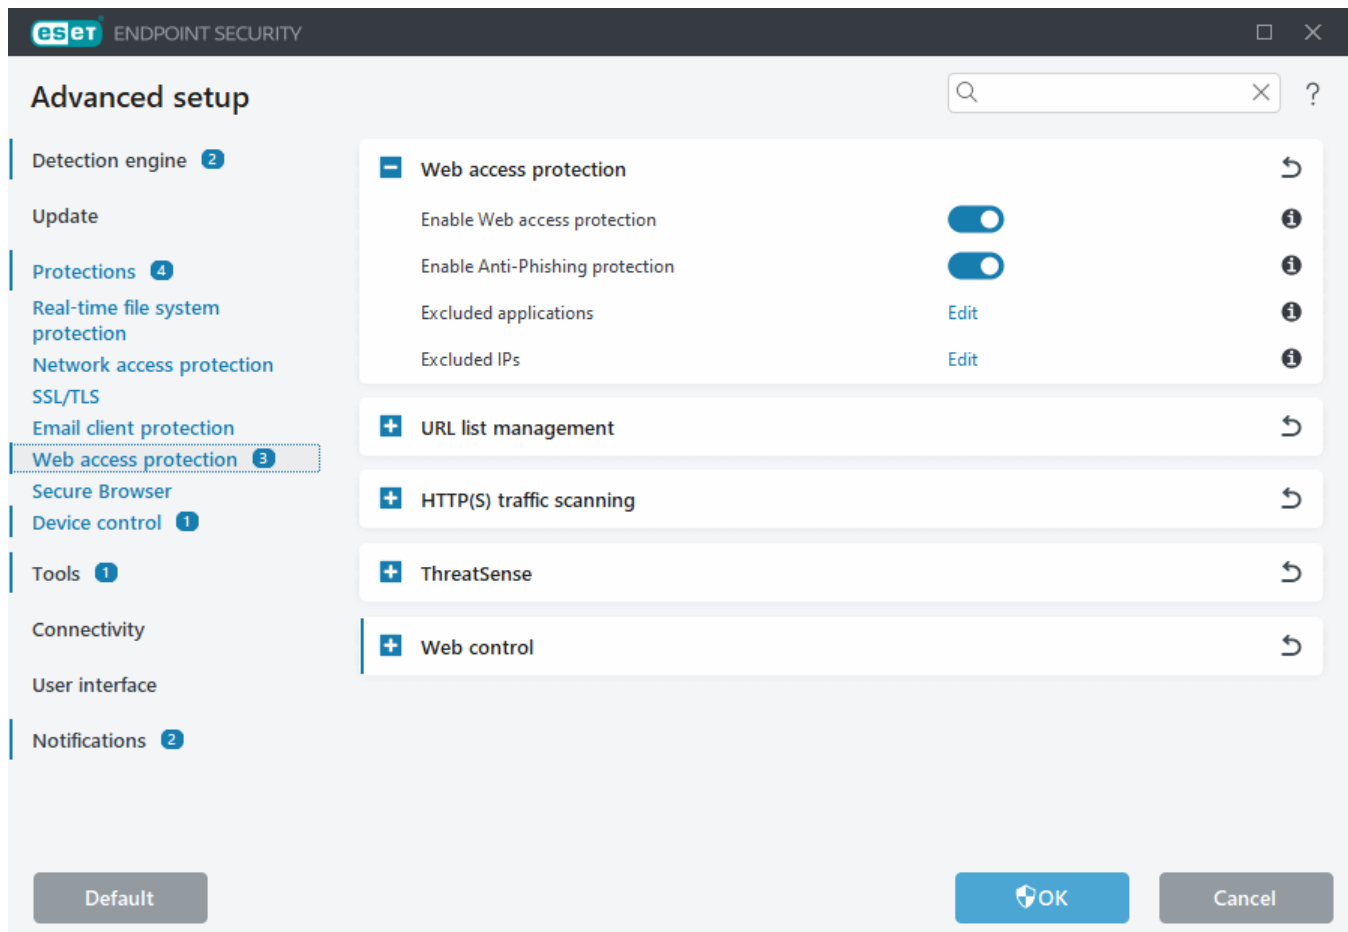 eset ENDPOINT SECURITY
Advanced setup
?
Detection engine 2
Update
Protections 4
Real-time file system
protection
Network access protection
SSL/TLS
Email client protection
Web access protection 3
Secure Browser
Device control 1
Tools 1
Connectivity
User interface
Notifications 2
Web access protection
Enable Web access protection
Enable Anti-Phishing protection
Excluded applications Edit
Excluded IPs Edit
URL list management
HTTP(S) traffic scanning
ThreatSense
Web control
Default
OK
Cancel